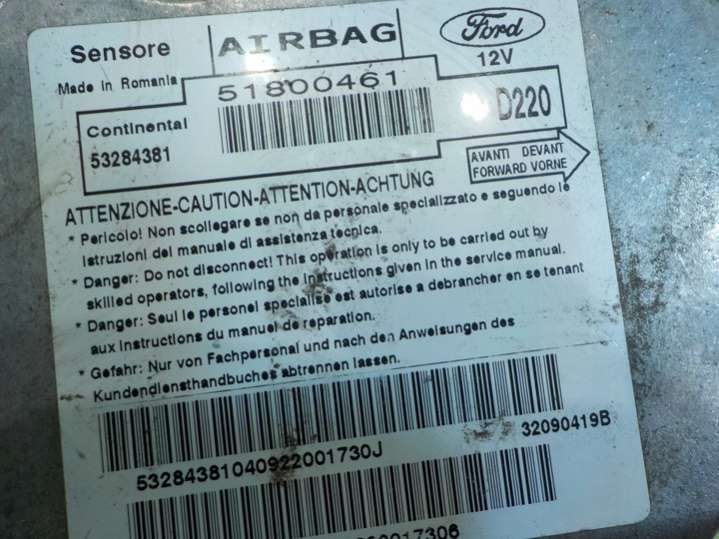 Sensore AIRBAG Ford
Made in Romania 12V
51800461
Continental D220
53284381
AVANTI DEVANT
FORWARD VORNE
ATTENZIONE-CAUTION-ATTENTION-ACHTUNG
* Pericolo! Non scollegare se non da personale specializzato e seguendo le
istruzioni del manuale di assistenza tecnica.
* Danger: Do not disconnect! This operation is only to be carried out by
skilled operators, following the instructions given in the service manual.
* Danger: Seul le personel specialise est autorise a debrancher en se tenant
aux instructions du manuel de reparation.
* Gefahr: Nur von Fachpersonal und nach den Anweisungen des
Kundendiensthandbuches abtrennen lassen.
53284381040922001730J 32090419B